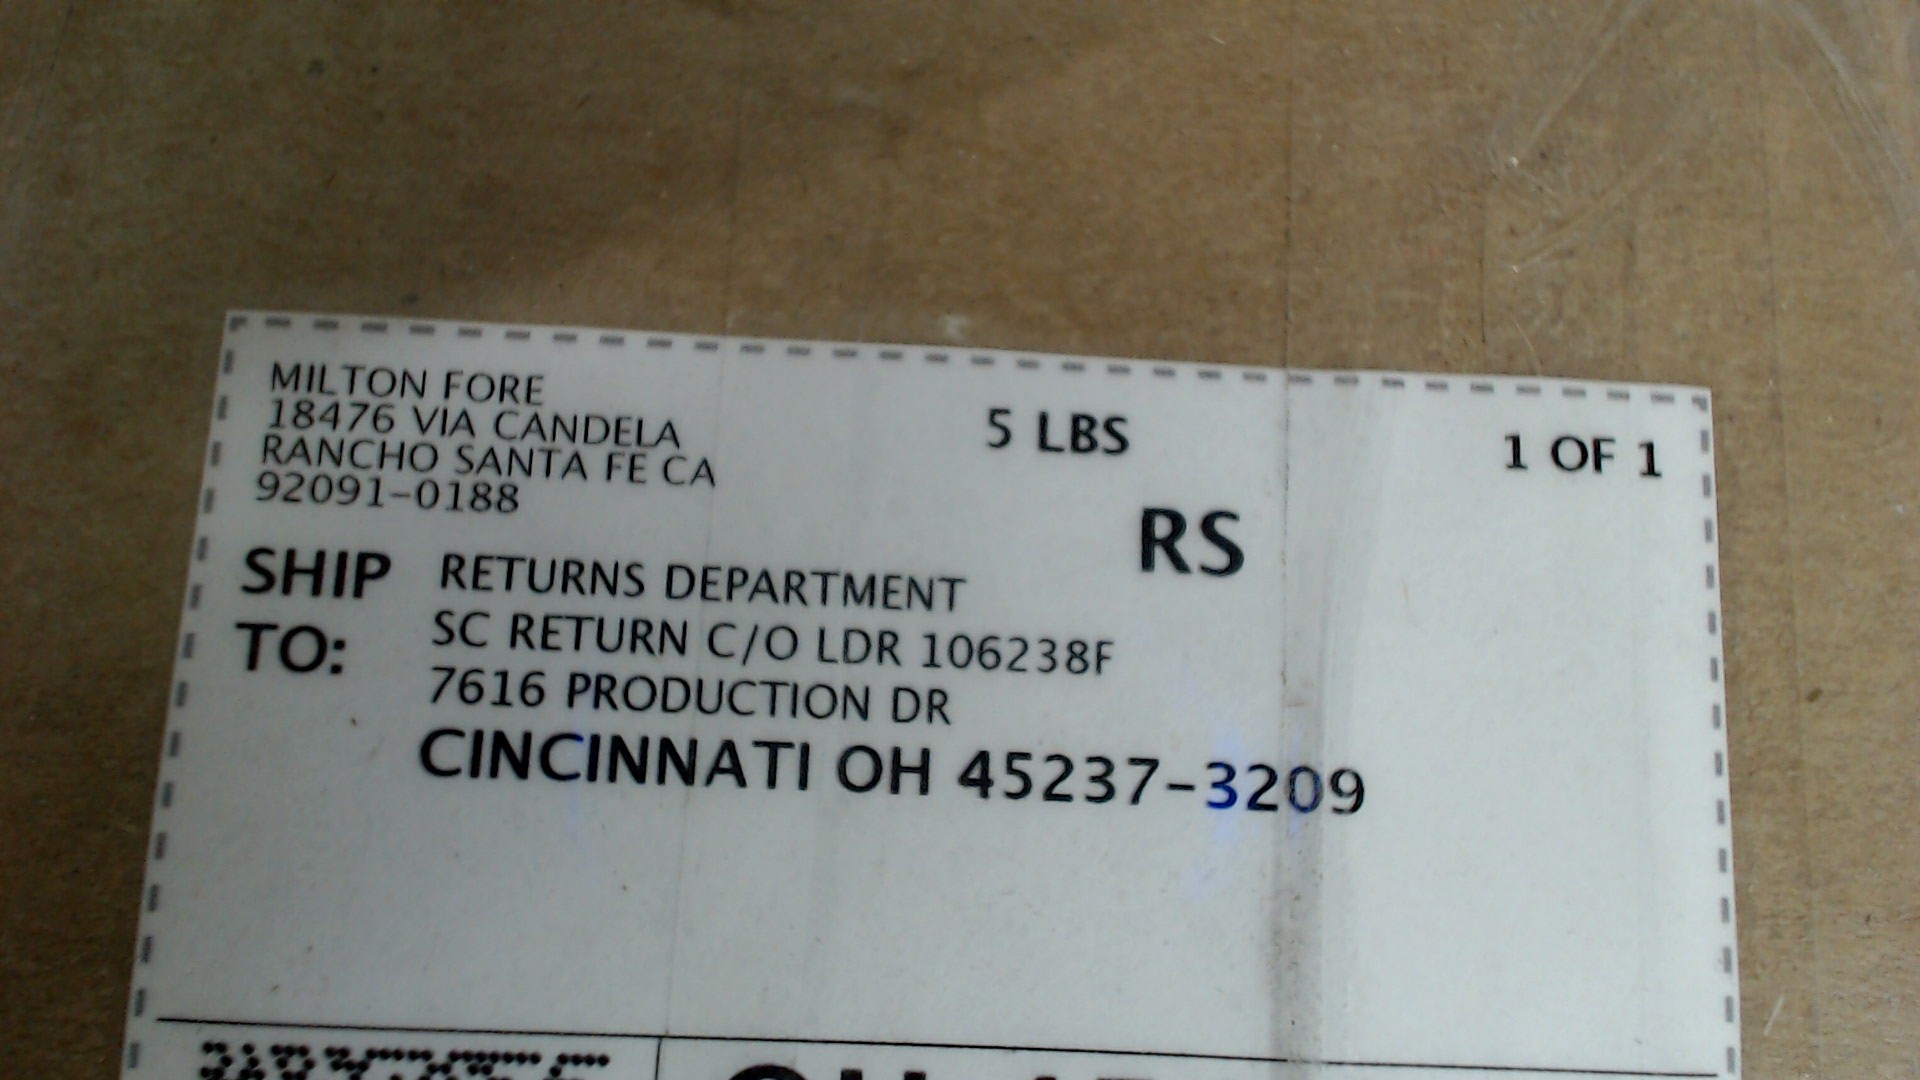 MILTON FORE
18476 VIA CANDELA
RANCHO SANTA FE CA
92091-0188
5 LBS
1 OF 1
RS
SHIP TO:
RETURNS DEPARTMENT
SC RETURN C/O LDR 106238F
7616 PRODUCTION DR
CINCINNATI OH 45237-3209